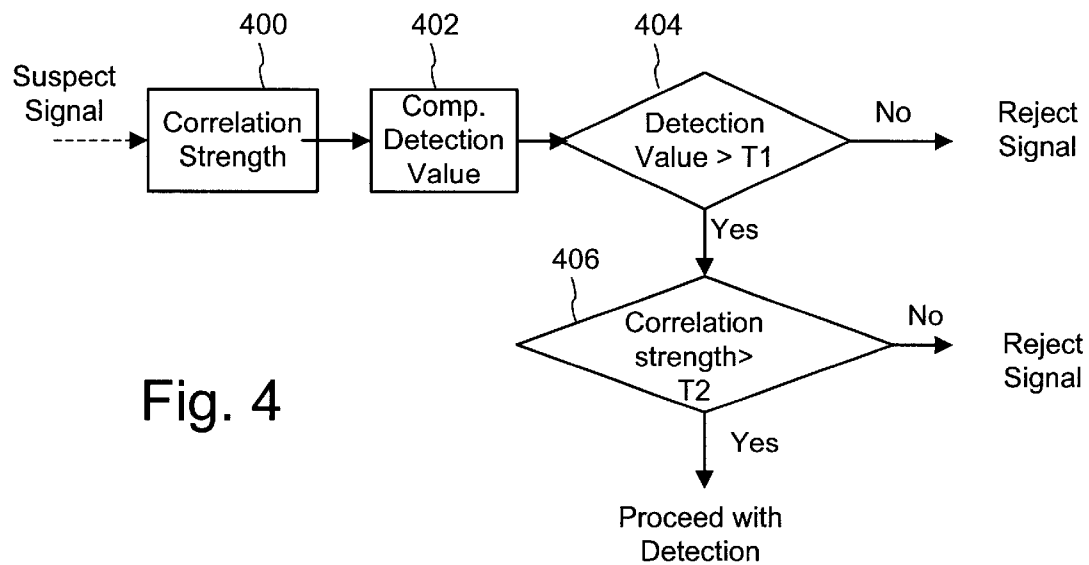 400
402
404
Suspect
Signal
Correlation
Strength
Comp.
Detection
Value
Detection
Value > T1
No
Reject
Signal
Yes
406
Correlation
strength>
T2
No
Reject
Signal
Yes
Fig. 4
Proceed with
Detection